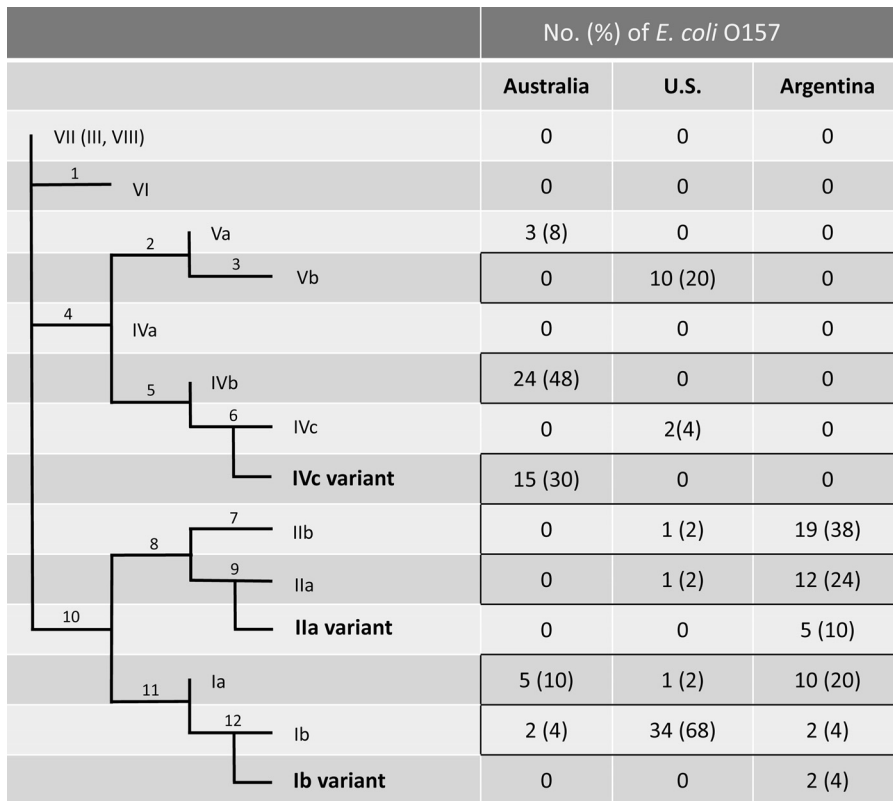 No. (%) of E. coli O157
Australia U.S. Argentina
VII (III, VIII) 0 0 0
1
VI 0 0 0
Va 3 (8) 0 0
2
3
Vb 0 10 (20) 0
4
IVa 0 0 0
IVb 24 (48) 0 0
5
6
IVc 0 2(4) 0
IVc variant 15 (30) 0 0
7
IIb 0 1 (2) 19 (38)
8
9
IIa 0 1 (2) 12 (24)
10
IIa variant 0 0 5 (10)
Ia 5 (10) 1 (2) 10 (20)
11
12
Ib 2 (4) 34 (68) 2 (4)
Ib variant 0 0 2 (4)